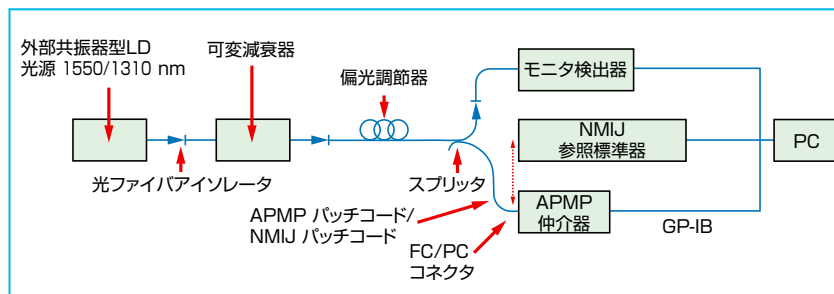 外部共振器型LD
光源 1550/1310 nm
可変減衰器
偏光調節器
モニタ検出器
NMIJ
参照標準器
PC
光ファイバアイソレータ
スプリッタ
APMP パッチコード/
NMIJ パッチコード
APMP
仲介器
GP-IB
FC/PC
コネクタ